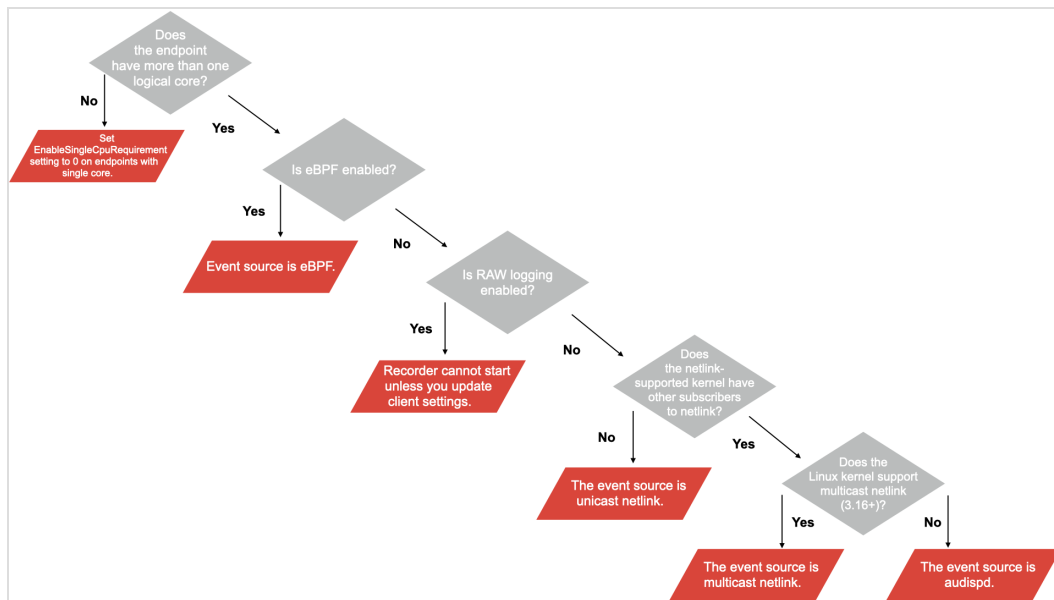 Does
the endpoint
have more than one
logical core?
No
Yes
Set
EnableSingleCpuRequirement
setting to 0 on endpoints with
single core.
Is eBPF enabled?
Yes
No
Event source is eBPF.
Is RAW logging
enabled?
Yes
No
Recorder cannot start
unless you update
client settings.
Does
the netlink-
supported kernel have
other subscribers
to netlink?
No
Yes
The event source is
unicast netlink.
Does the
Linux kernel support
multicast netlink
(3.16+)?
Yes
No
The event source is
multicast netlink.
The event source is
audispd.